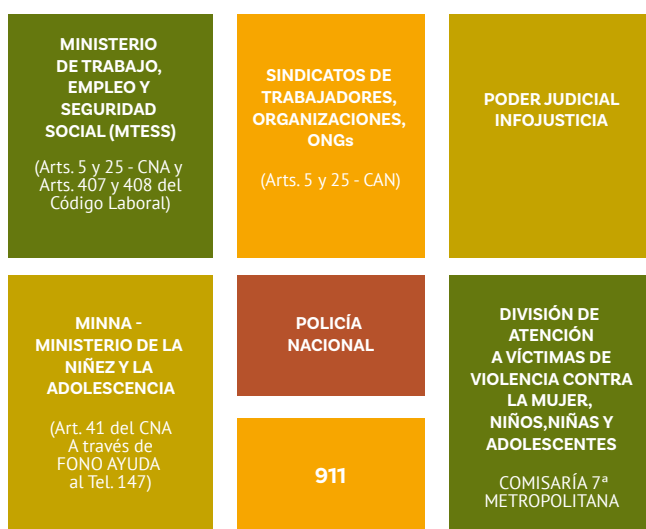 MINISTERIO
DE TRABAJO,
EMPLEO Y
SEGURIDAD
SOCIAL (MTESS)
(Arts. 5 y 25 - CNA y
Arts. 407 y 408 del
Código Laboral)
SINDICATOS DE
TRABAJADORES,
ORGANIZACIONES,
ONGs
(Arts. 5 y 25 - CAN)
PODER JUDICIAL
INFOJUSTICIA
MINNA -
MINISTERIO DE LA
NIÑEZ Y LA
ADOLESCENCIA
(Art. 41 del CNA
A través de
FONO AYUDA
al Tel. 147)
POLICÍA
NACIONAL
911
DIVISIÓN DE
ATENCIÓN
A VÍCTIMAS DE
VIOLENCIA CONTRA
LA MUJER,
NIÑOS,NIÑAS Y
ADOLESCENTES
COMISARÍA 7ª
METROPOLITANA